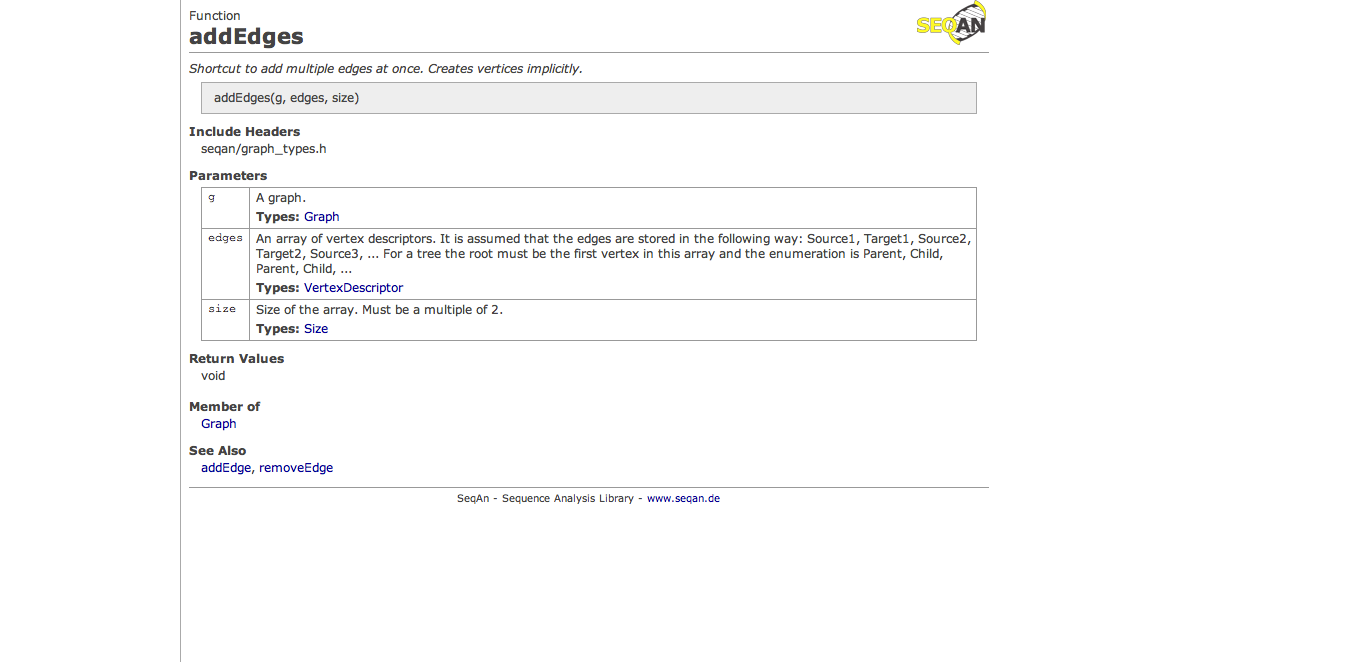 Function
addEdges
SEQAN
Shortcut to add multiple edges at once. Creates vertices implicitly.
addEdges(g, edges, size)
Include Headers
seqan/graph_types.h
Parameters
g
A graph.
Types: Graph
edges
An array of vertex descriptors. It is assumed that the edges are stored in the following way: Source1, Target1, Source2,
Target2, Source3, ... For a tree the root must be the first vertex in this array and the enumeration is Parent, Child,
Parent, Child, ...
Types: VertexDescriptor
size
Size of the array. Must be a multiple of 2.
Types: Size
Return Values
void
Member of
Graph
See Also
addEdge, removeEdge
SeqAn - Sequence Analysis Library - www.seqan.de